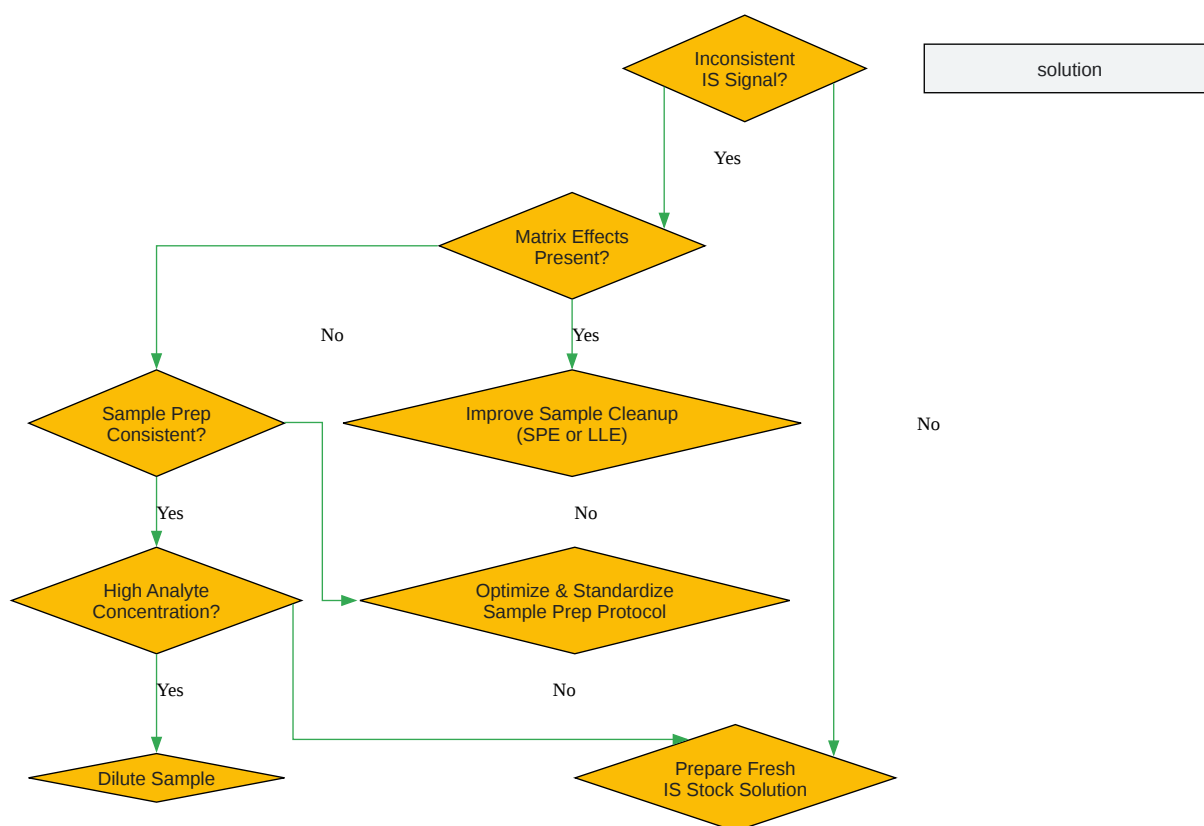 Inconsistent
IS Signal?
solution
Yes
Matrix Effects
Present?
No
Yes
Sample Prep
Consistent?
Improve Sample Cleanup
(SPE or LLE)
No
Yes
No
High Analyte
Concentration?
Optimize & Standardize
Sample Prep Protocol
Yes
No
Dilute Sample
Prepare Fresh
IS Stock Solution